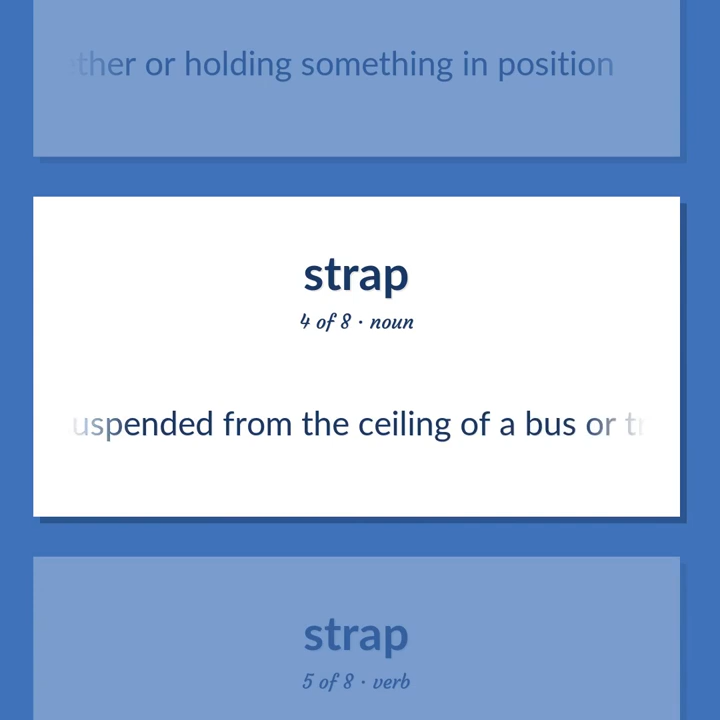 ther or holding something in position
strap
4 of 8 · noun
uspended from the ceiling of a bus or tr
strap
5 of 8 · verb